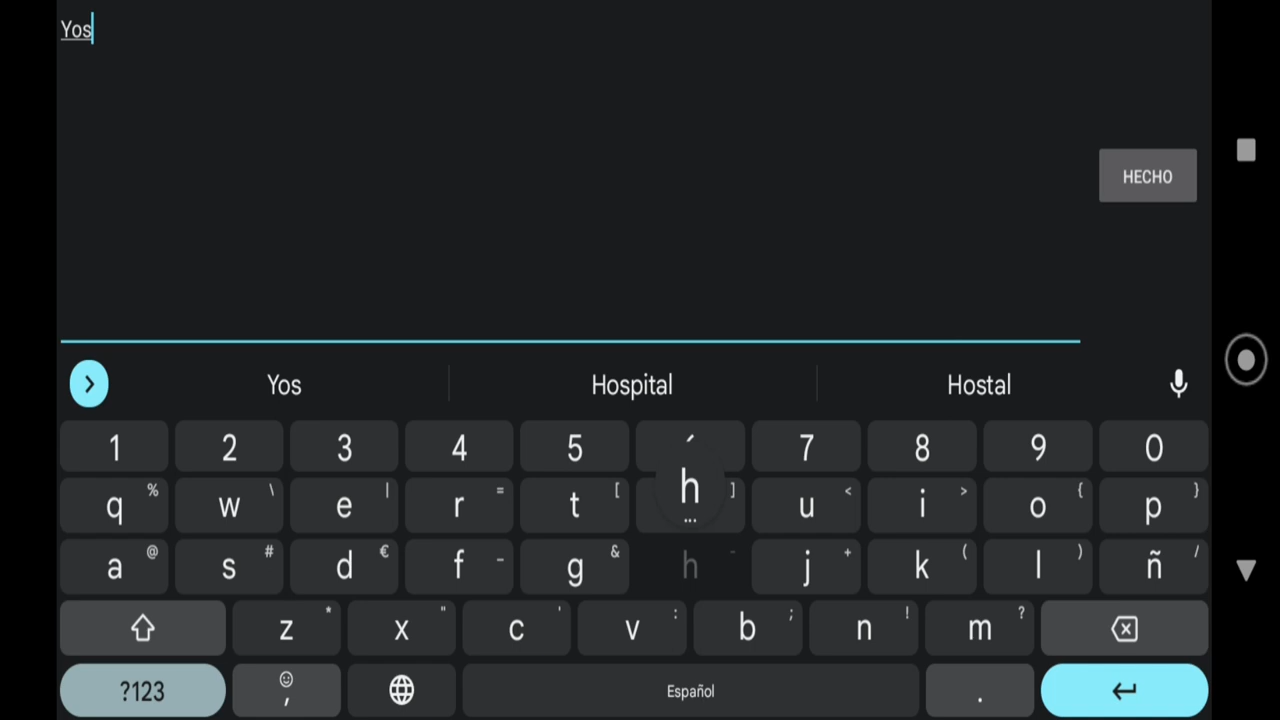 Yos
HECHO
Yos Hospital Hostal
1 2 3 4 5 ´ 7 8 9 0
q % w \ e | r = t [ h ... ] u < i > o { p }
a @ s # d € f _ g & h j + k ( l ) ñ /
z * x " c ' v : b ; n ! m ?
?123 , Español .